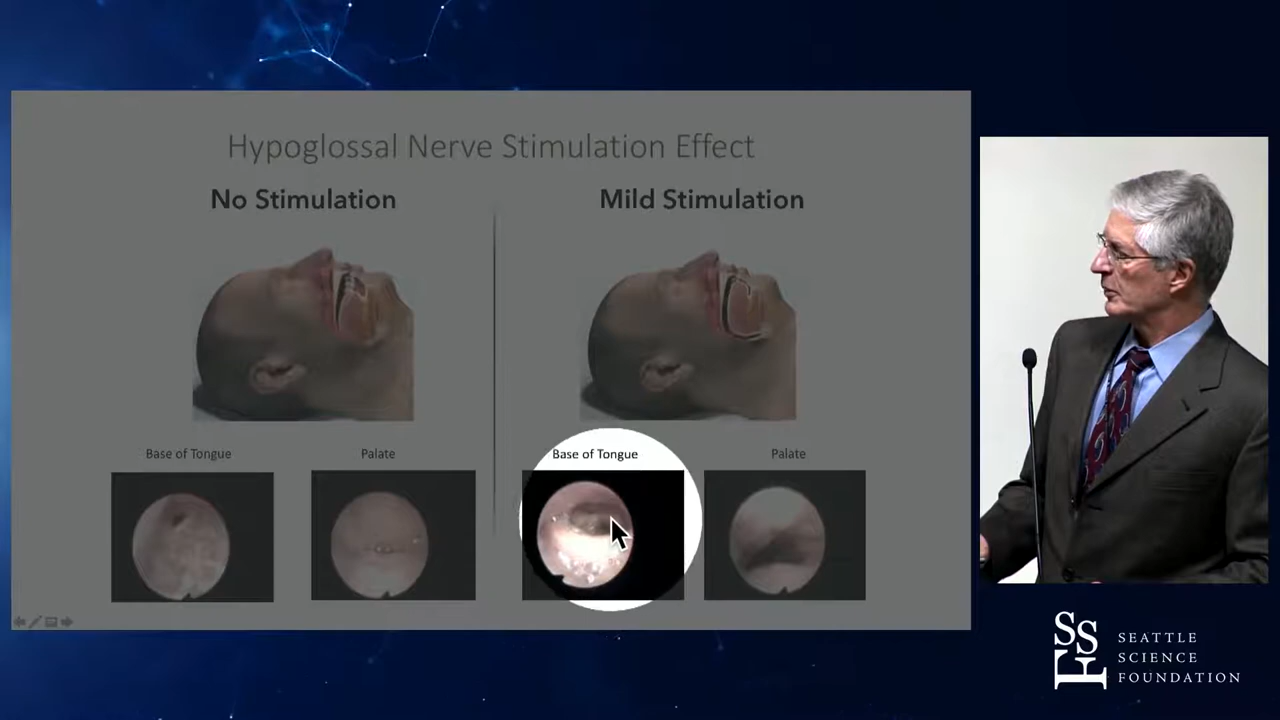 Hypoglossal Nerve Stimulation Effect
No Stimulation
Mild Stimulation
Base of Tongue
Palate
Base of Tongue
Palate
SSF
SEATTLE
SCIENCE
FOUNDATION